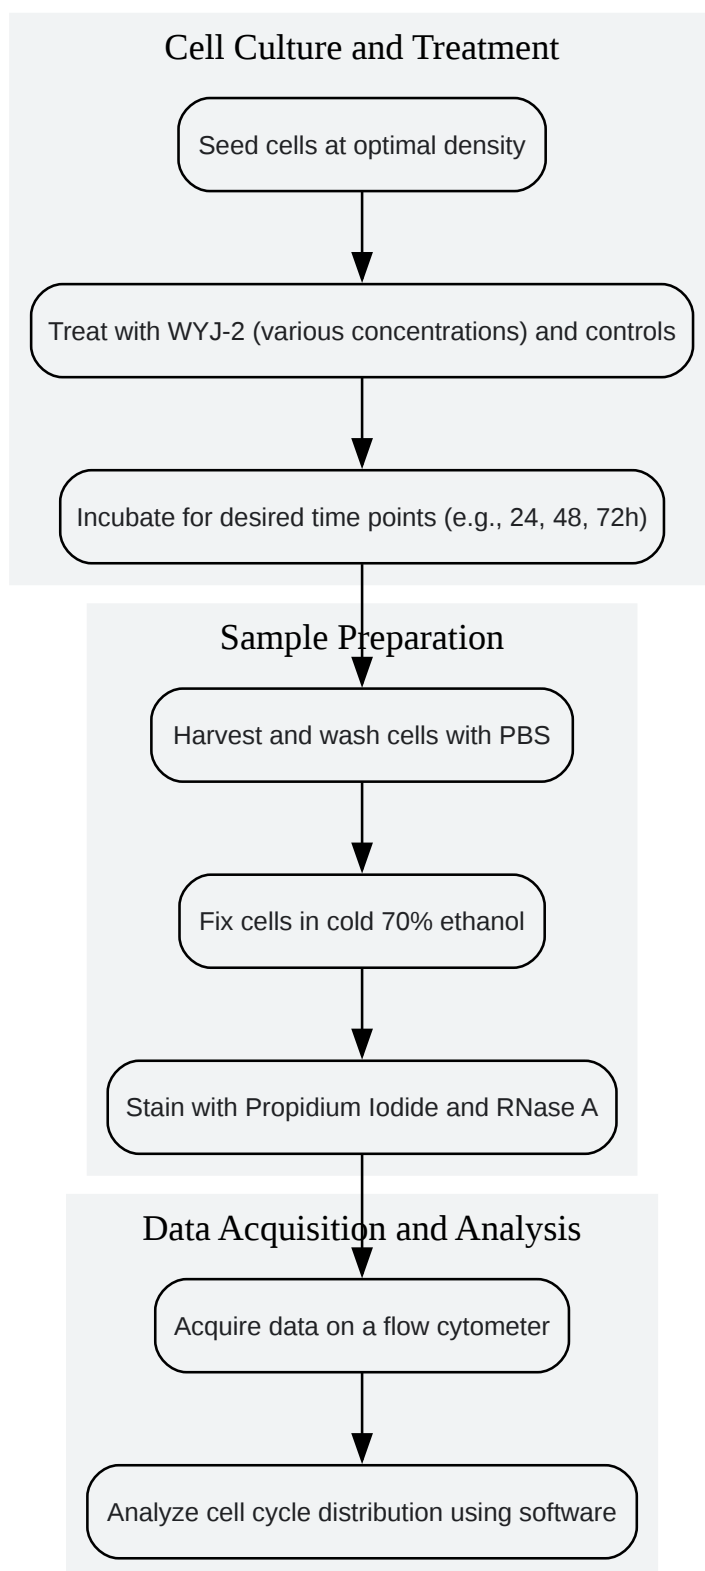 Cell Culture and Treatment
Seed cells at optimal density
Treat with WYJ-2 (various concentrations) and controls
Incubate for desired time points (e.g., 24, 48, 72h)
Sample Preparation
Harvest and wash cells with PBS
Fix cells in cold 70% ethanol
Stain with Propidium Iodide and RNase A
Data Acquisition and Analysis
Acquire data on a flow cytometer
Analyze cell cycle distribution using software